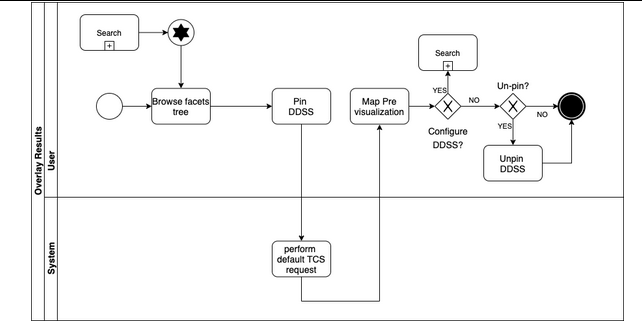 Overlay Results
User
System
Search
+
Browse facets
tree
Pin
DDSS
Map Pre
visualization
Search
+
YES
X
NO
Configure
DDSS?
Un-pin?
X
NO
YES
Unpin
DDSS
perform
default TCS
request